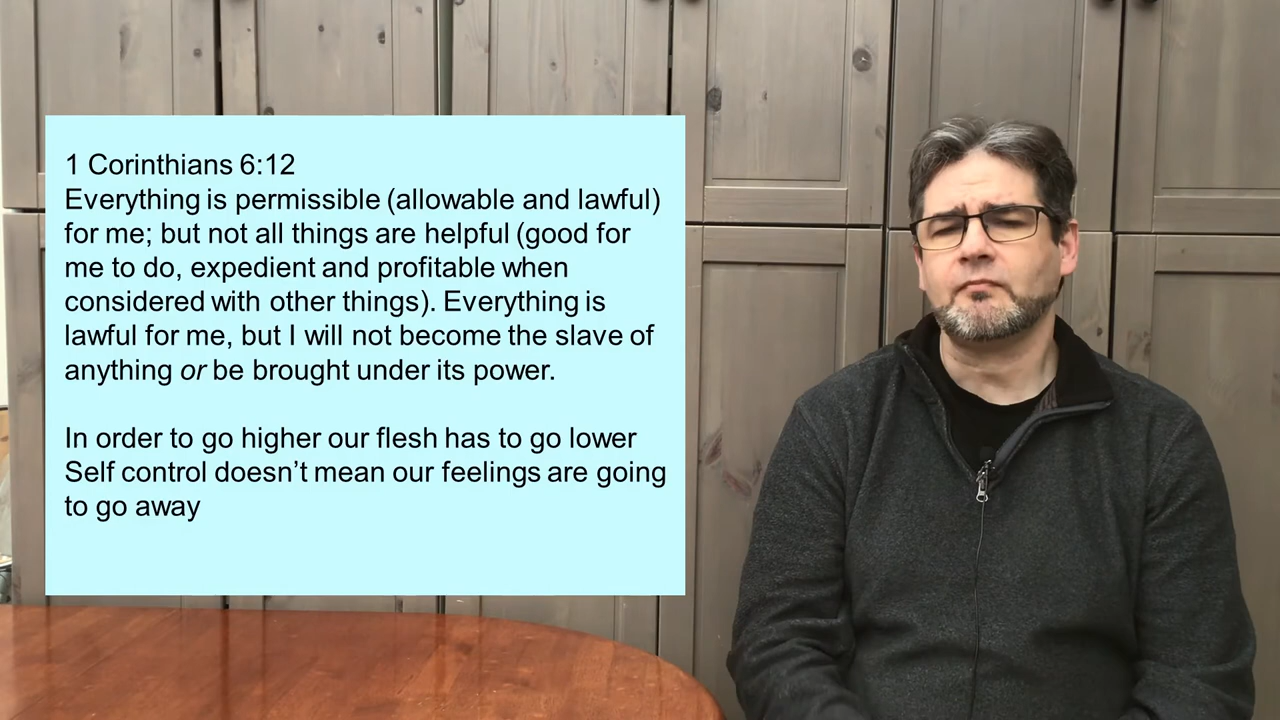 1 Corinthians 6:12
Everything is permissible (allowable and lawful)
for me; but not all things are helpful (good for
me to do, expedient and profitable when
considered with other things). Everything is
lawful for me, but I will not become the slave of
anything or be brought under its power.
In order to go higher our flesh has to go lower
Self control doesn’t mean our feelings are going
to go away